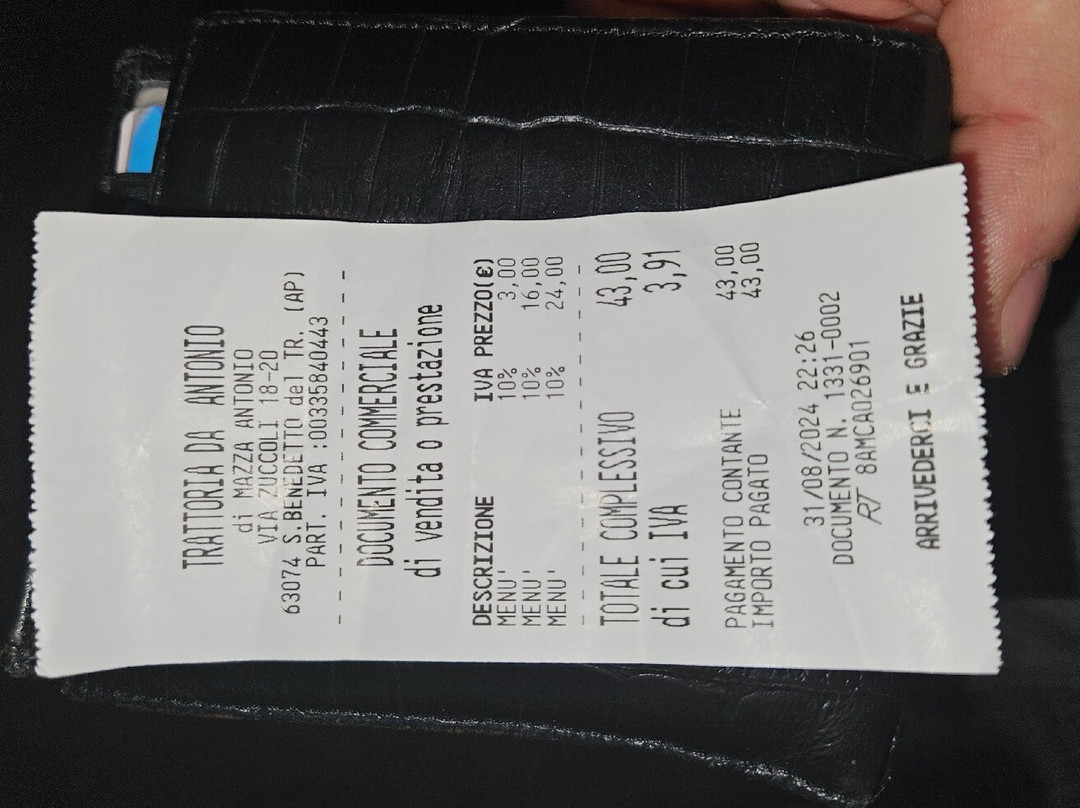 TRATTORIA DA ANTONIO
di MAZZA ANTONIO
VIA ZUCCOLI 18-20
63074 S.BENEDETTO del TR. (AP)
PART. IVA :00335840443
DOCUMENTO COMMERCIALE
di vendita o prestazione
DESCRIZIONE IVA PREZZO(€)
MENU' 10% 3,00
MENU' 10% 16,00
MENU' 10% 24,00
TOTALE COMPLESSIVO 43,00
di cui IVA 3,91
PAGAMENTO CONTANTE 43,00
IMPORTO PAGATO 43,00
31/08/2024 22:26
DOCUMENTO N. 1331-0002
RT 8AMCA026901
ARRIVEDERCI E GRAZIE